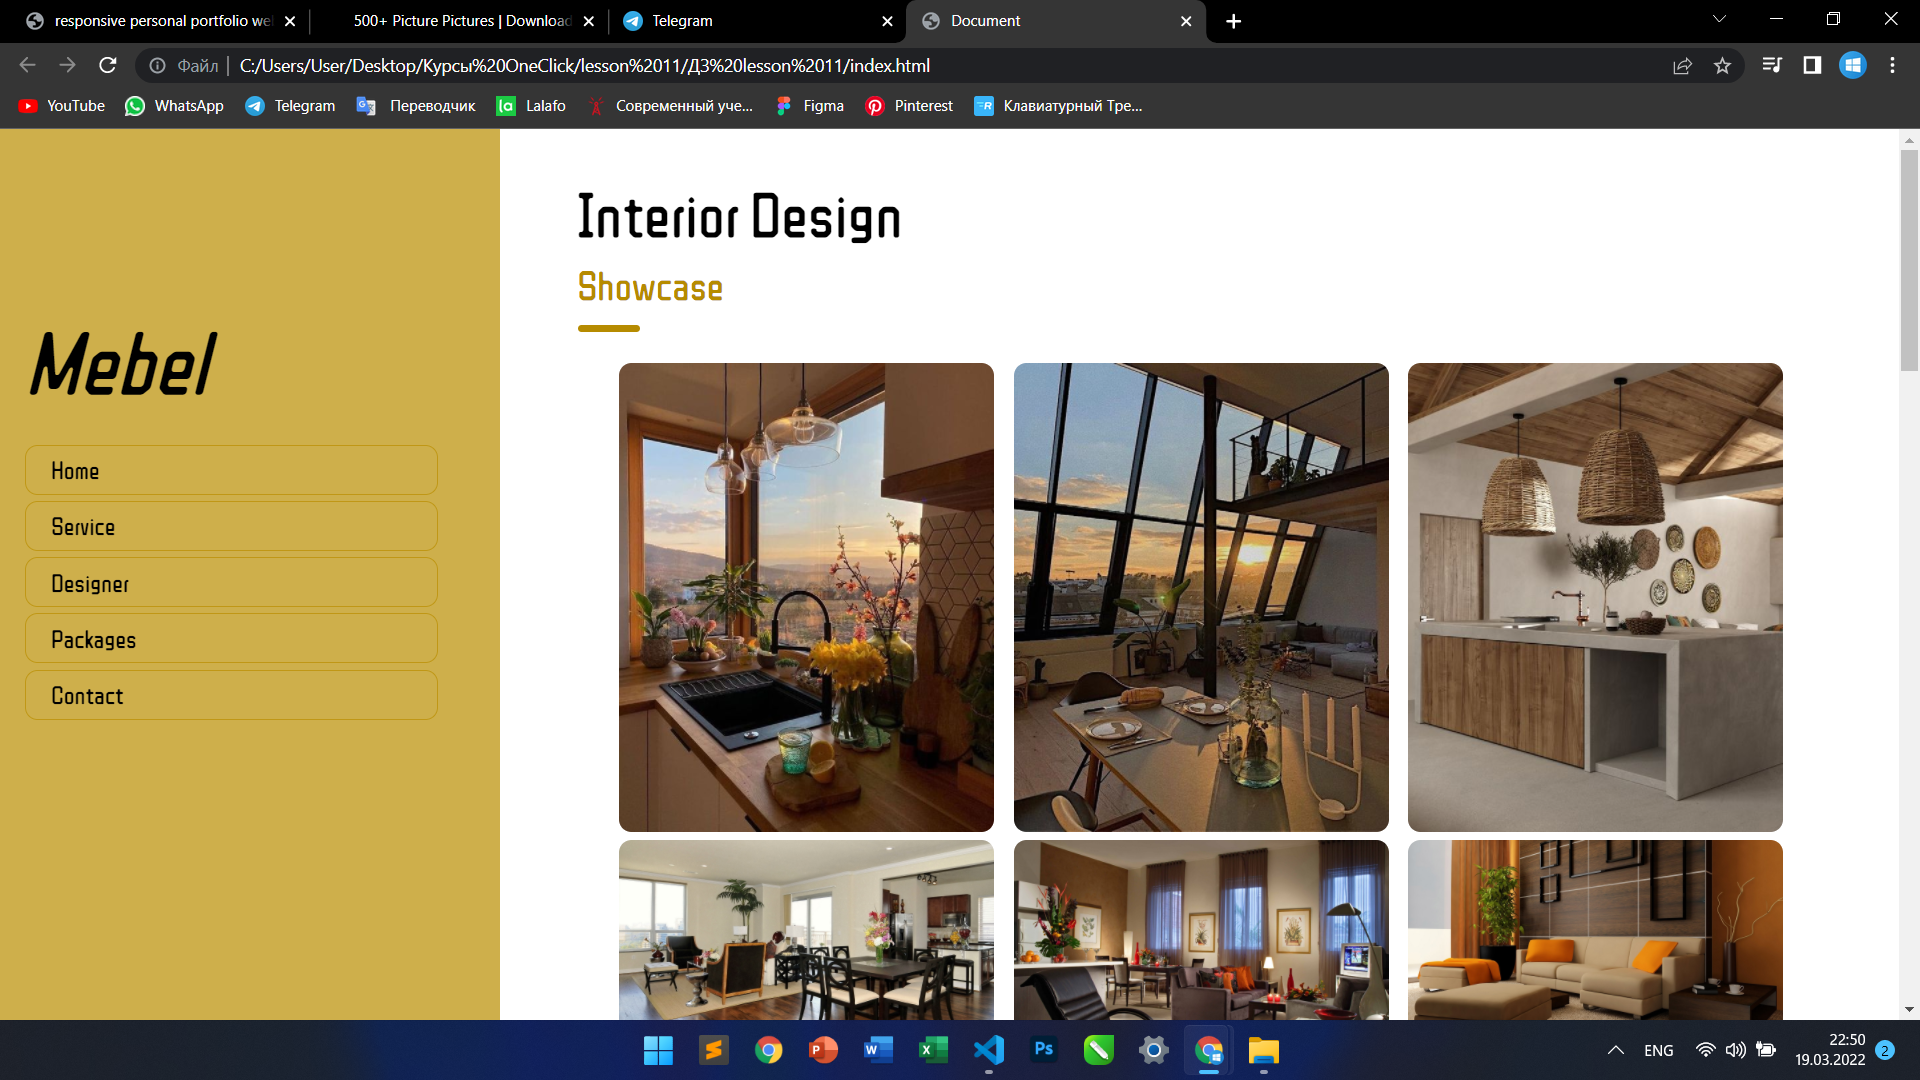 responsive personal portfolio we
500+ Picture Pictures | Download
Telegram
Document
Файл
C:/Users/User/Desktop/Курсы%20OneClick/lesson%2011/ДЗ%20lesson%2011/index.html
YouTube
WhatsApp
Telegram
Переводчик
la Lalafo
Современный уче...
Figma
Pinterest
Клавиатурный Тре...
Interior Design
Showcase
Mebel
Home
Service
Designer
Packages
Contact
ENG
22:50
19.03.2022
2